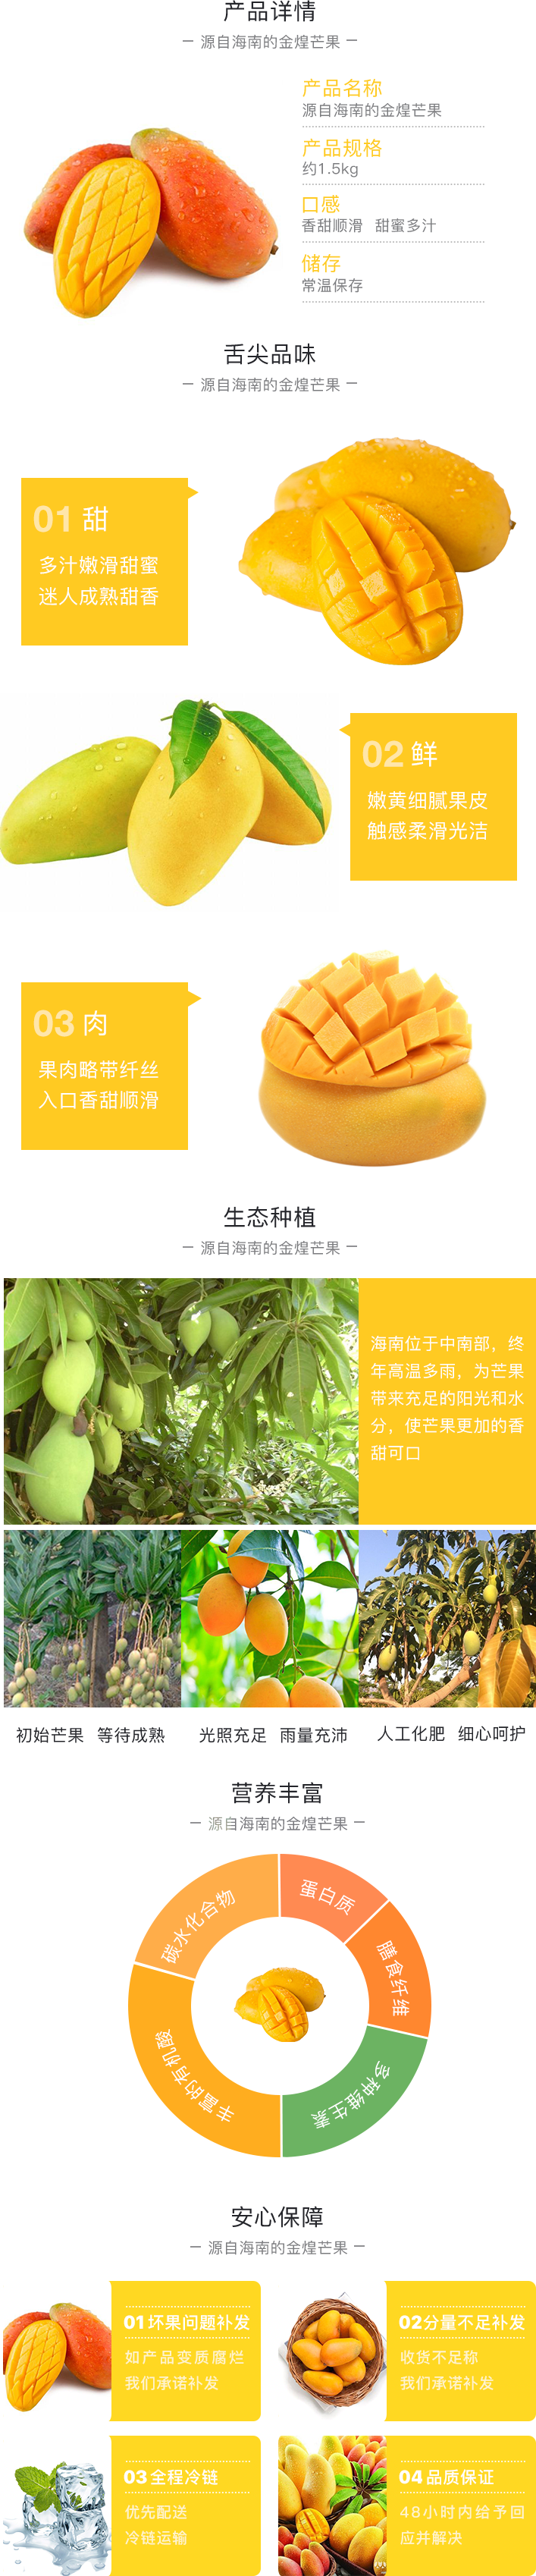 产品详情
源自海南的金煌芒果
产品名称
源自海南的金煌芒果
产品规格
约1.5kg
口感
香甜顺滑 甜蜜多汁
储存
常温保存
舌尖品味
源自海南的金煌芒果
01 甜
多汁嫩滑甜蜜
迷人成熟甜香
02 鲜
嫩黄细腻果皮
触感柔滑光洁
03 肉
果肉略带纤丝
入口香甜顺滑
生态种植
源自海南的金煌芒果
海南位于中南部，终
年高温多雨，为芒果
带来充足的阳光和水
分，使芒果更加的香
甜可口
初始芒果 等待成熟
光照充足 雨量充沛
人工化肥 细心呵护
营养丰富
源自海南的金煌芒果
碳水化合物
蛋白质
膳食纤维
丰富的有机酸
多种维生素
安心保障
源自海南的金煌芒果
01 坏果问题补发
如产品变质腐烂
我们承诺补发
02 分量不足补发
收货不足称
我们承诺补发
03 全程冷链
优先配送
冷链运输
04 品质保证
48小时内给予回
应并解决